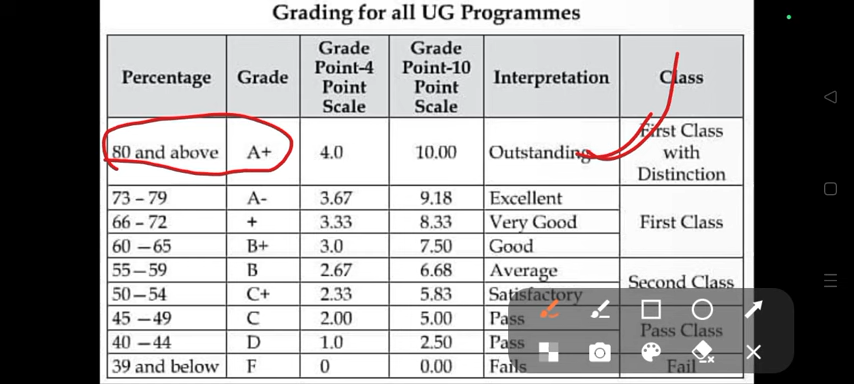 Grading for all UG Programmes
Percentage Grade Grade Point-4 Point Scale Grade Point-10 Point Scale Interpretation Class
80 and above A+ 4.0 10.00 Outstanding First Class with Distinction
73 – 79 A- 3.67 9.18 Excellent
66 – 72 + 3.33 8.33 Very Good First Class
60 —65 B+ 3.0 7.50 Good
55—59 B 2.67 6.68 Average
Second Class
50—54 C+ 2.33 5.83 Satisfactory
45 —49 C 2.00 5.00 Pass
Pass Class
40 —44 D 1.0 2.50 Pass
39 and below F 0 0.00 Fails Fail